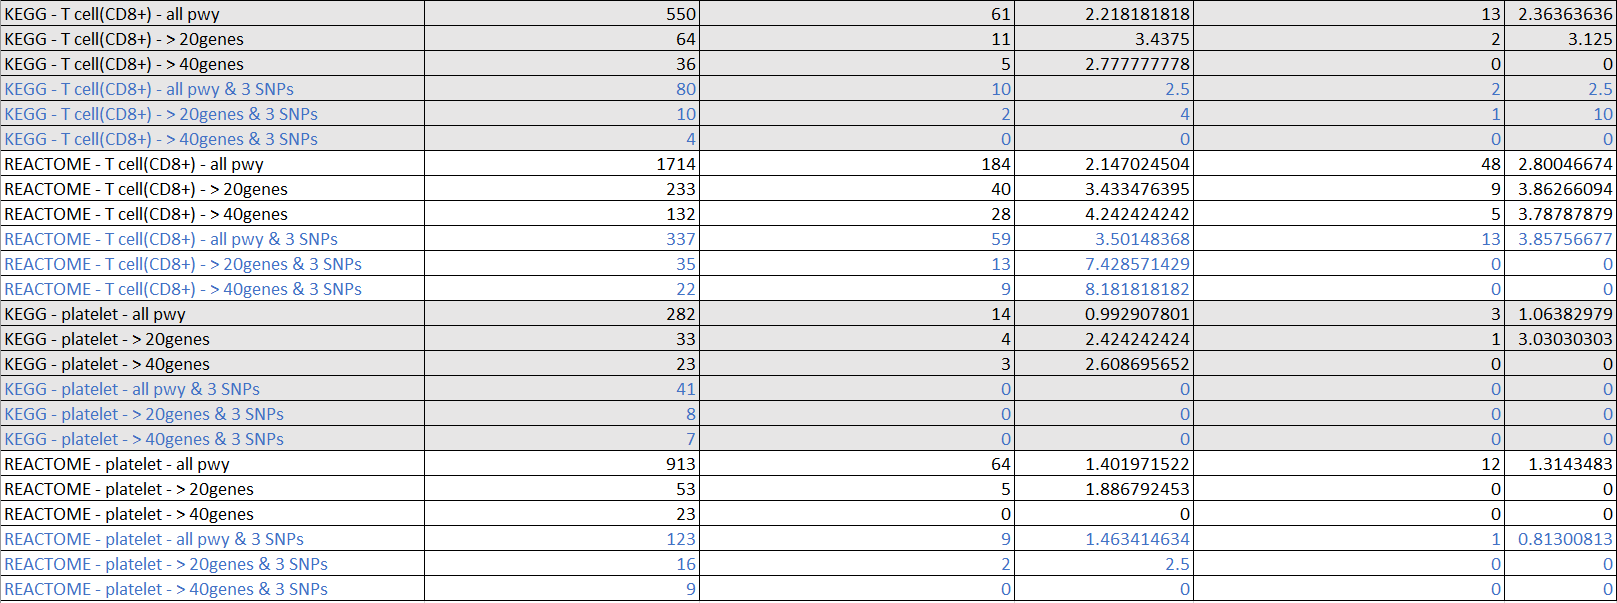 KEGG - T cell(CD8+) - all pwy 550 61 2.218181818 13 2.36363636
KEGG - T cell(CD8+) - > 20genes 64 11 3.4375 2 3.125
KEGG - T cell(CD8+) - > 40genes 36 5 2.777777778 0 0
KEGG - T cell(CD8+) - all pwy & 3 SNPs 80 10 2.5 2 2.5
KEGG - T cell(CD8+) - > 20genes & 3 SNPs 10 2 4 1 10
KEGG - T cell(CD8+) - > 40genes & 3 SNPs 4 0 0 0 0
REACTOME - T cell(CD8+) - all pwy 1714 184 2.147024504 48 2.80046674
REACTOME - T cell(CD8+) - > 20genes 233 40 3.433476395 9 3.86266094
REACTOME - T cell(CD8+) - > 40genes 132 28 4.242424242 5 3.78787879
REACTOME - T cell(CD8+) - all pwy & 3 SNPs 337 59 3.50148368 13 3.85756677
REACTOME - T cell(CD8+) - > 20genes & 3 SNPs 35 13 7.428571429 0 0
REACTOME - T cell(CD8+) - > 40genes & 3 SNPs 22 9 8.181818182 0 0
KEGG - platelet - all pwy 282 14 0.992907801 3 1.06382979
KEGG - platelet - > 20genes 33 4 2.424242424 1 3.03030303
KEGG - platelet - > 40genes 23 3 2.608695652 0 0
KEGG - platelet - all pwy & 3 SNPs 41 0 0 0 0
KEGG - platelet - > 20genes & 3 SNPs 8 0 0 0 0
KEGG - platelet - > 40genes & 3 SNPs 7 0 0 0 0
REACTOME - platelet - all pwy 913 64 1.401971522 12 1.3143483
REACTOME - platelet - > 20genes 53 5 1.886792453 0 0
REACTOME - platelet - > 40genes 23 0 0 0 0
REACTOME - platelet - all pwy & 3 SNPs 123 9 1.463414634 1 0.81300813
REACTOME - platelet - > 20genes & 3 SNPs 16 2 2.5 0 0
REACTOME - platelet - > 40genes & 3 SNPs 9 0 0 0 0